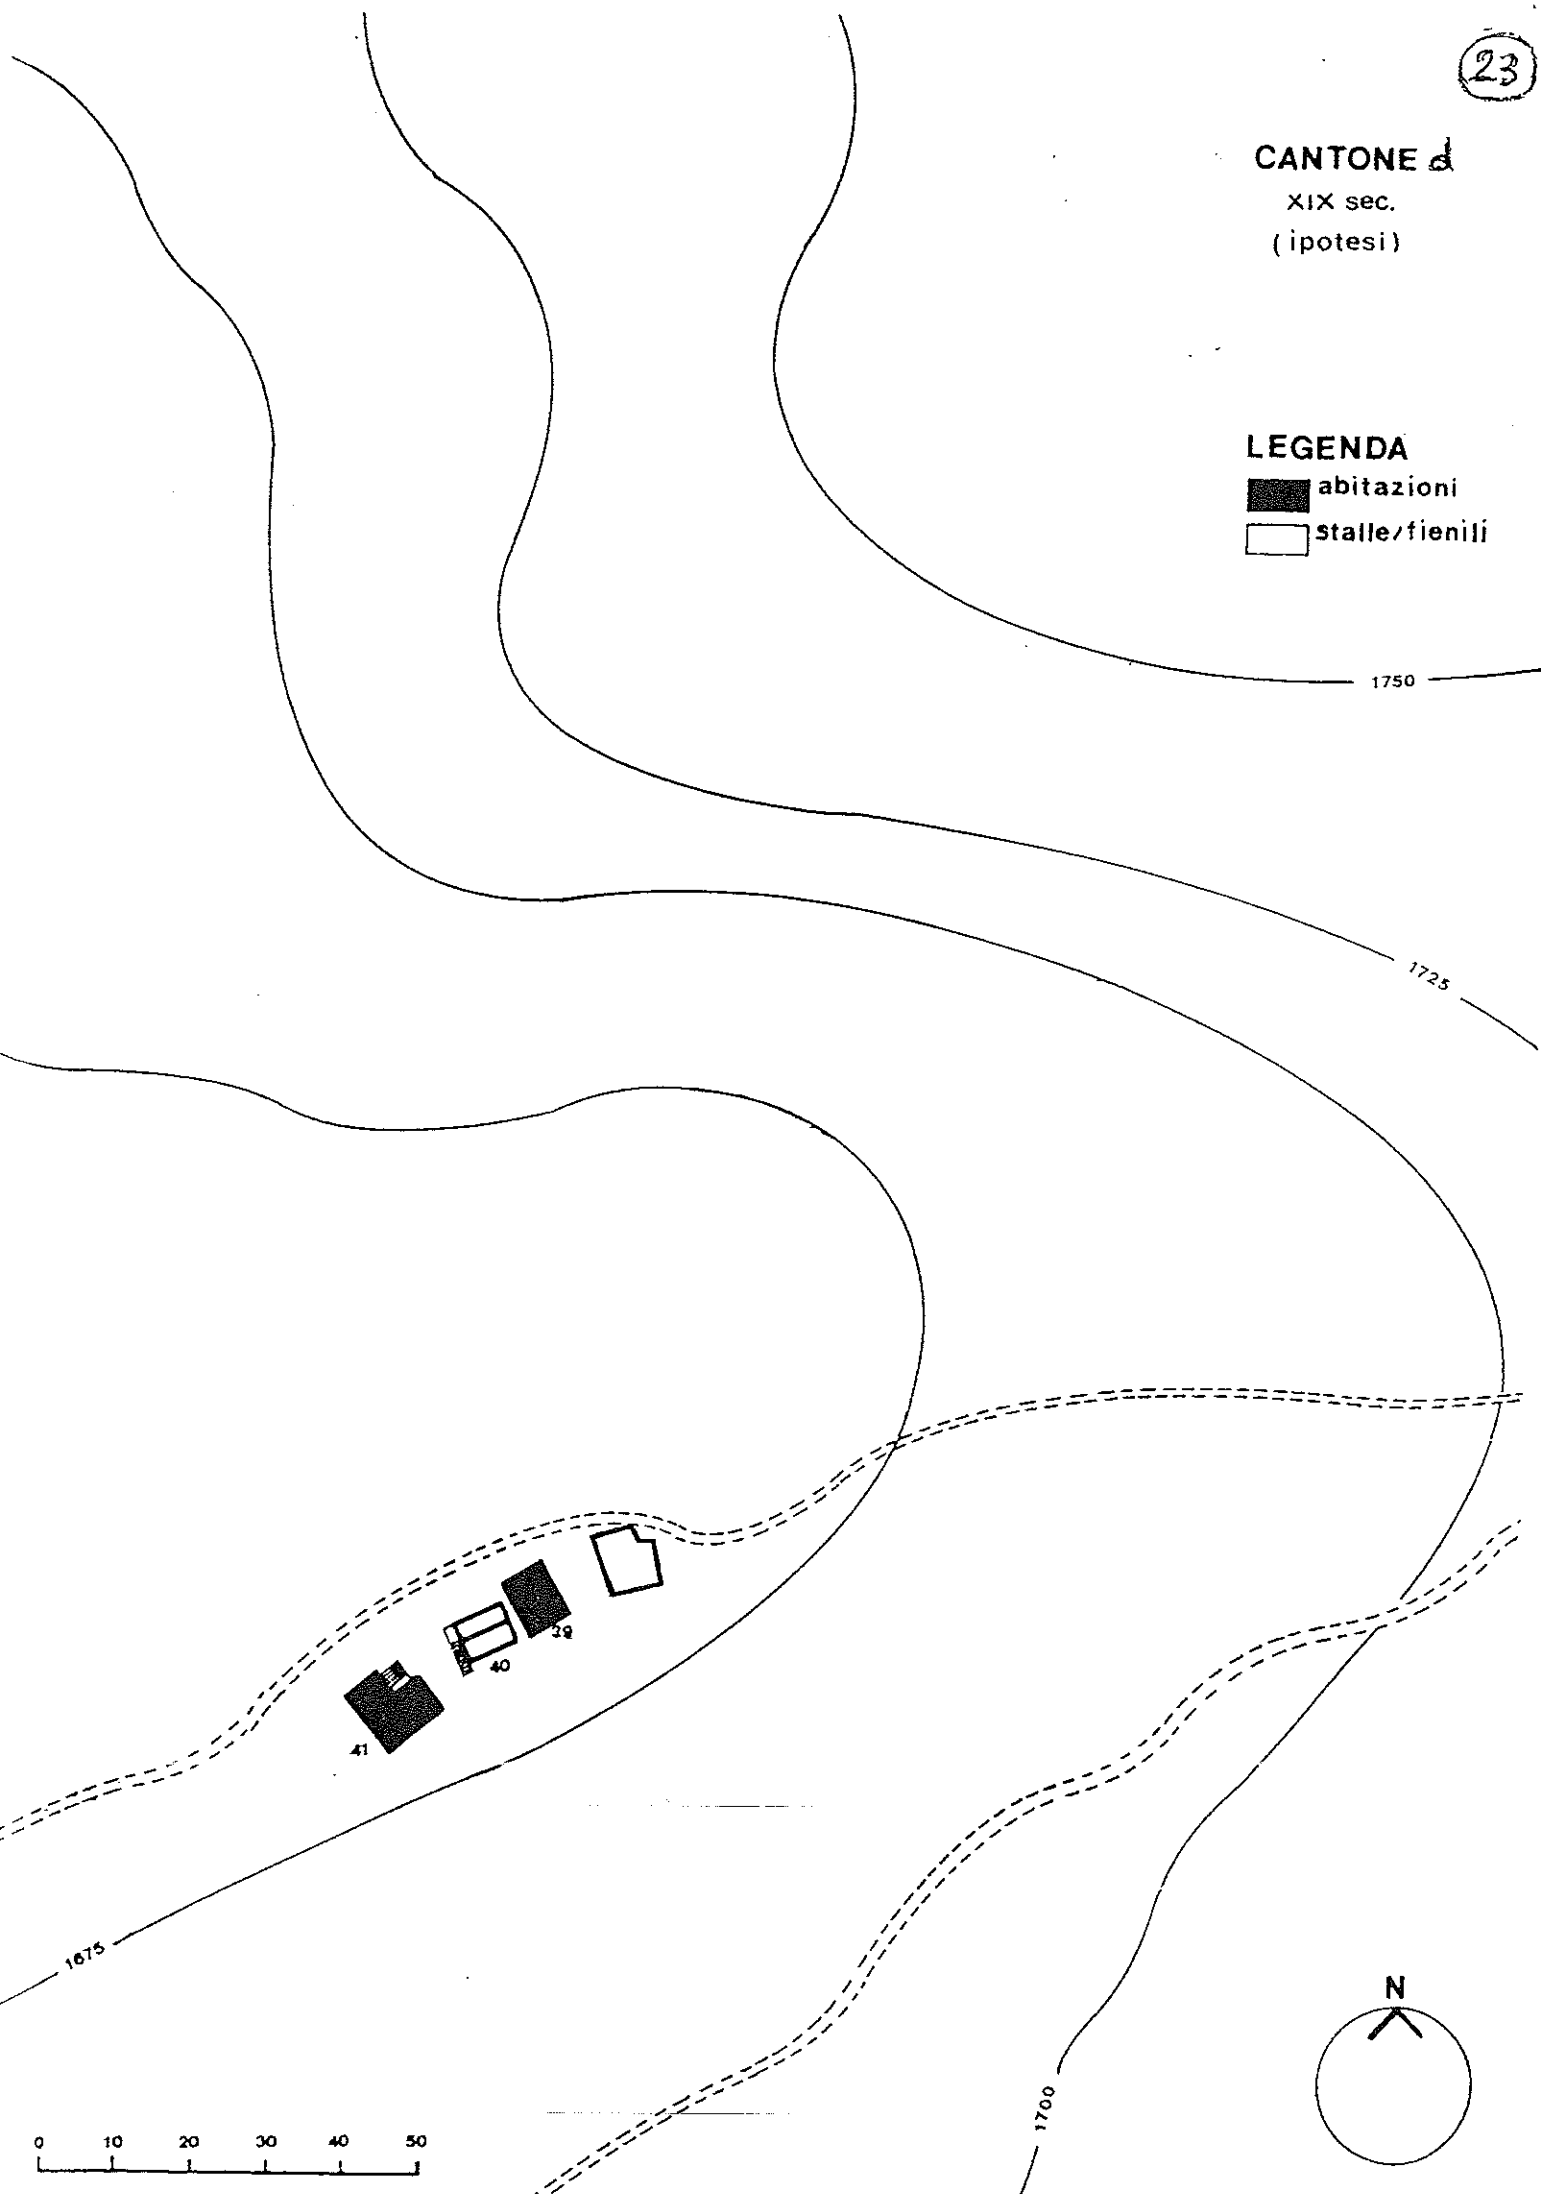 23
CANTONE d
XIX sec.
(ipotesi)
LEGENDA
abitazioni
stalle/fienili
1750
1725
39
40
41
1675
N
1700
0 10 20 30 40 50